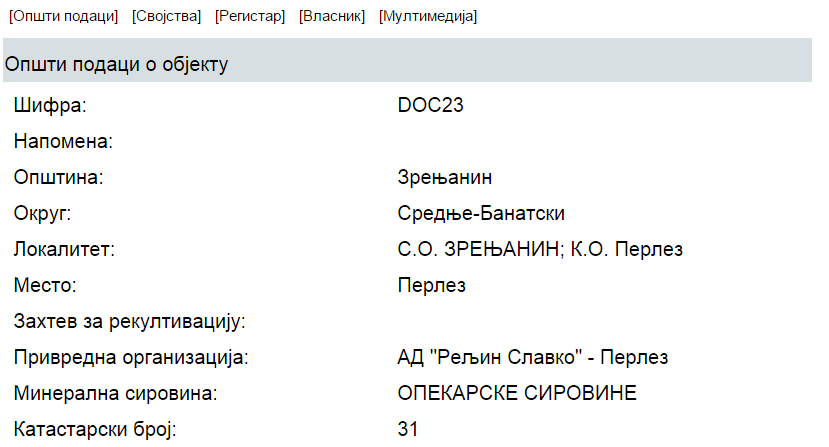 [Општи подаци] [Својства] [Регистар] [Власник] [Мултимедија]
Општи подаци о објекту
Шифра: DOC23
Напомена:
Општина: Зрењанин
Округ: Средње-Банатски
Локалитет: С.О. ЗРЕЊАНИН; К.О. Перлез
Место: Перлез
Захтев за рекултивацију:
Привредна организација: АД "Рељин Славко" - Перлез
Минерална сировина: ОПЕКАРСКЕ СИРОВИНЕ
Катастарски број: 31